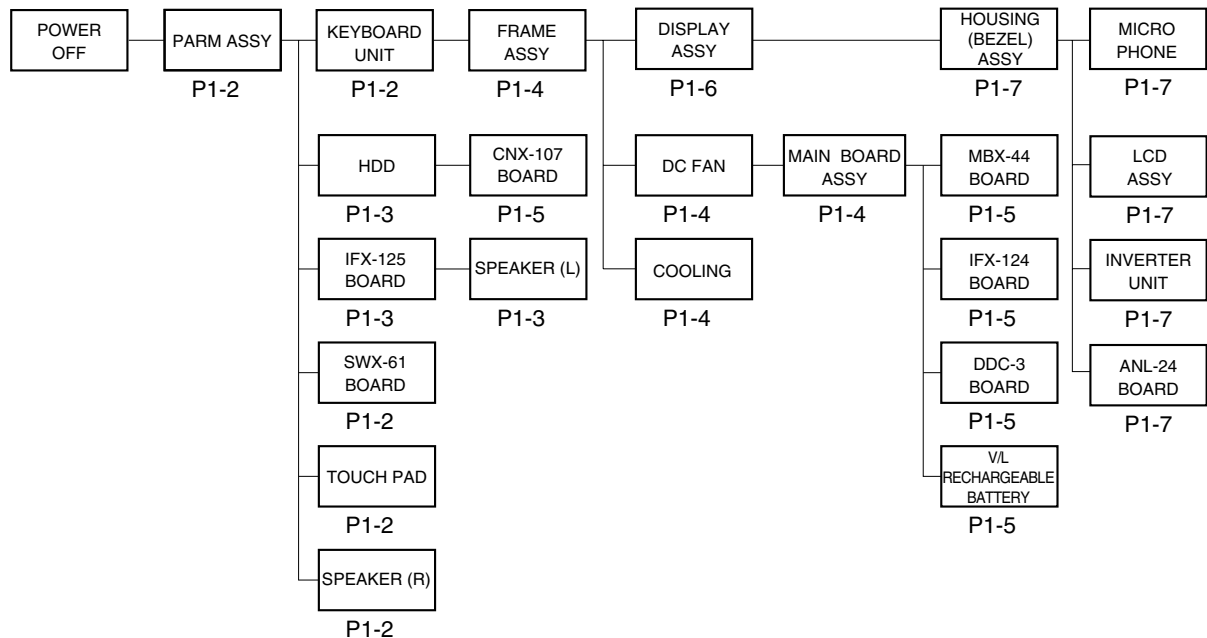 POWER
OFF
PARM ASSY
P1-2
KEYBOARD
UNIT
P1-2
FRAME
ASSY
P1-4
DISPLAY
ASSY
P1-6
HOUSING
(BEZEL)
ASSY
P1-7
MICRO
PHONE
P1-7
HDD
P1-3
CNX-107
BOARD
P1-5
DC FAN
P1-4
MAIN BOARD
ASSY
P1-4
MBX-44
BOARD
P1-5
LCD
ASSY
P1-7
IFX-125
BOARD
P1-3
SPEAKER (L)
P1-3
COOLING
P1-4
IFX-124
BOARD
P1-5
INVERTER
UNIT
P1-7
SWX-61
BOARD
P1-2
DDC-3
BOARD
P1-5
ANL-24
BOARD
P1-7
TOUCH PAD
P1-2
V/L
RECHARGEABLE
BATTERY
P1-5
SPEAKER (R)
P1-2